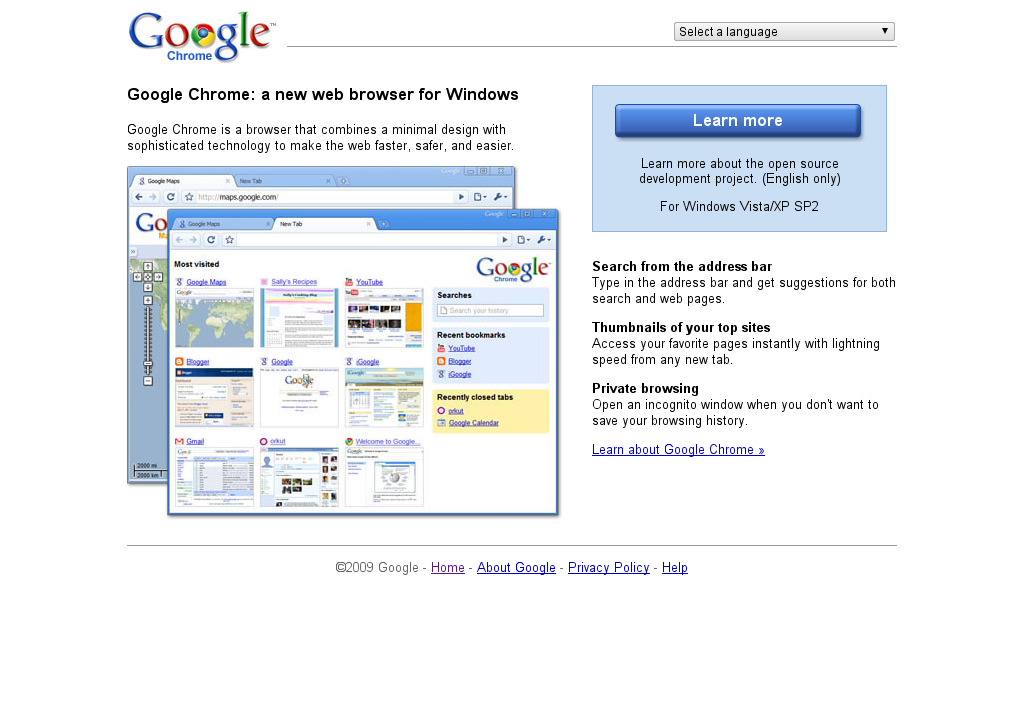 Google™
Chrome
Select a language
Google Chrome: a new web browser for Windows
Google Chrome is a browser that combines a minimal design with
sophisticated technology to make the web faster, safer, and easier.
Google
Google Maps
New Tab
http://maps.google.com/
Google
Google Maps
New Tab
Most visited
Google
Chrome
Google Maps
Sally's Recipes
YouTube
Searches
Search your history
Recent bookmarks
YouTube
Blogger
iGoogle
Blogger
Google
iGoogle
Recently closed tabs
orkut
Google Calendar
Gmail
orkut
Welcome to Google...
2000 mi
2000 km
Learn more
Learn more about the open source
development project. (English only)
For Windows Vista/XP SP2
Search from the address bar
Type in the address bar and get suggestions for both
search and web pages.
Thumbnails of your top sites
Access your favorite pages instantly with lightning
speed from any new tab.
Private browsing
Open an incognito window when you don't want to
save your browsing history.
Learn about Google Chrome »
©2009 Google - Home - About Google - Privacy Policy - Help